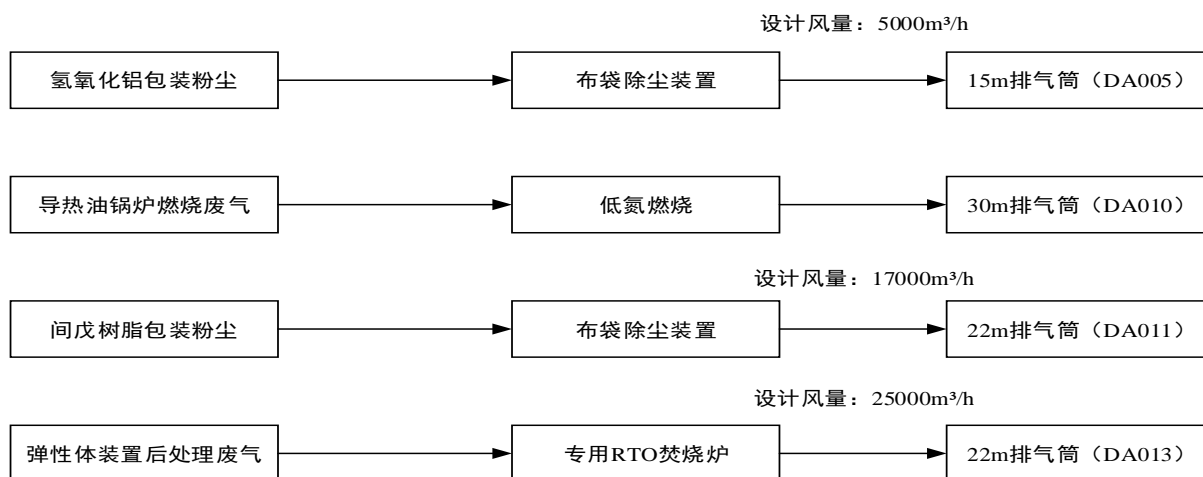 设计风量：5000m³/h
氢氧化铝包装粉尘
布袋除尘装置
15m排气筒（DA005）
导热油锅炉燃烧废气
低氮燃烧
30m排气筒（DA010）
设计风量：17000m³/h
间戊树脂包装粉尘
布袋除尘装置
22m排气筒（DA011）
设计风量：25000m³/h
弹性体装置后处理废气
专用RTO焚烧炉
22m排气筒（DA013）